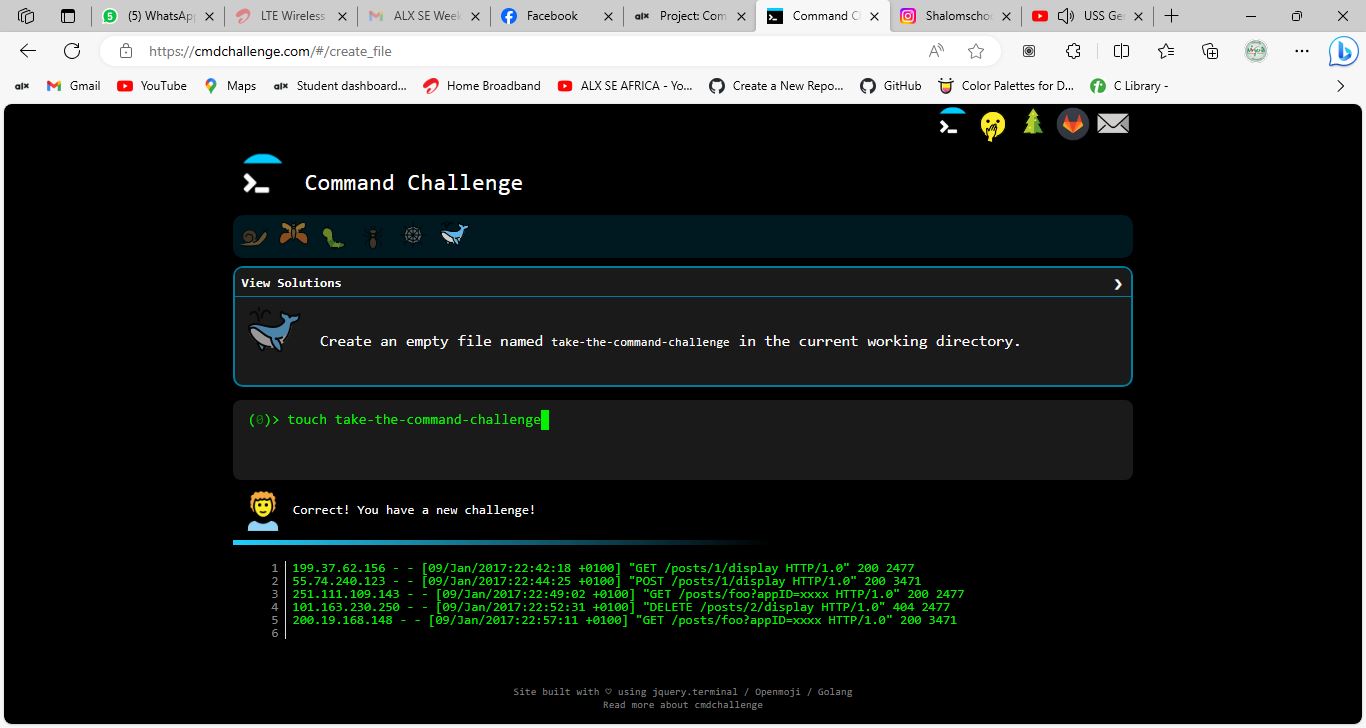 (5) WhatsApp
LTE Wireless
ALX SE Week
Facebook
alx Project: Com
Command Ch
Shalomschoo
USS Ger
https://cmdchallenge.com/#/create_file
alx
Gmail
YouTube
Maps
alx Student dashboard...
Home Broadband
ALX SE AFRICA - Yo...
Create a New Repo...
GitHub
Color Palettes for D...
C Library -
Command Challenge
View Solutions
Create an empty file named take-the-command-challenge in the current working directory.
(0)> touch take-the-command-challenge
Correct! You have a new challenge!
1 199.37.62.156 - - [09/Jan/2017:22:42:18 +0100] "GET /posts/1/display HTTP/1.0" 200 2477
2 55.74.240.123 - - [09/Jan/2017:22:44:25 +0100] "POST /posts/1/display HTTP/1.0" 200 3471
3 251.111.109.143 - - [09/Jan/2017:22:49:02 +0100] "GET /posts/foo?appID=xxxx HTTP/1.0" 200 2477
4 101.163.230.250 - - [09/Jan/2017:22:52:31 +0100] "DELETE /posts/2/display HTTP/1.0" 404 2477
5 200.19.168.148 - - [09/Jan/2017:22:57:11 +0100] "GET /posts/foo?appID=xxxx HTTP/1.0" 200 3471
6
Site built with ♡ using jquery.terminal / Openmoji / Golang
Read more about cmdchallenge